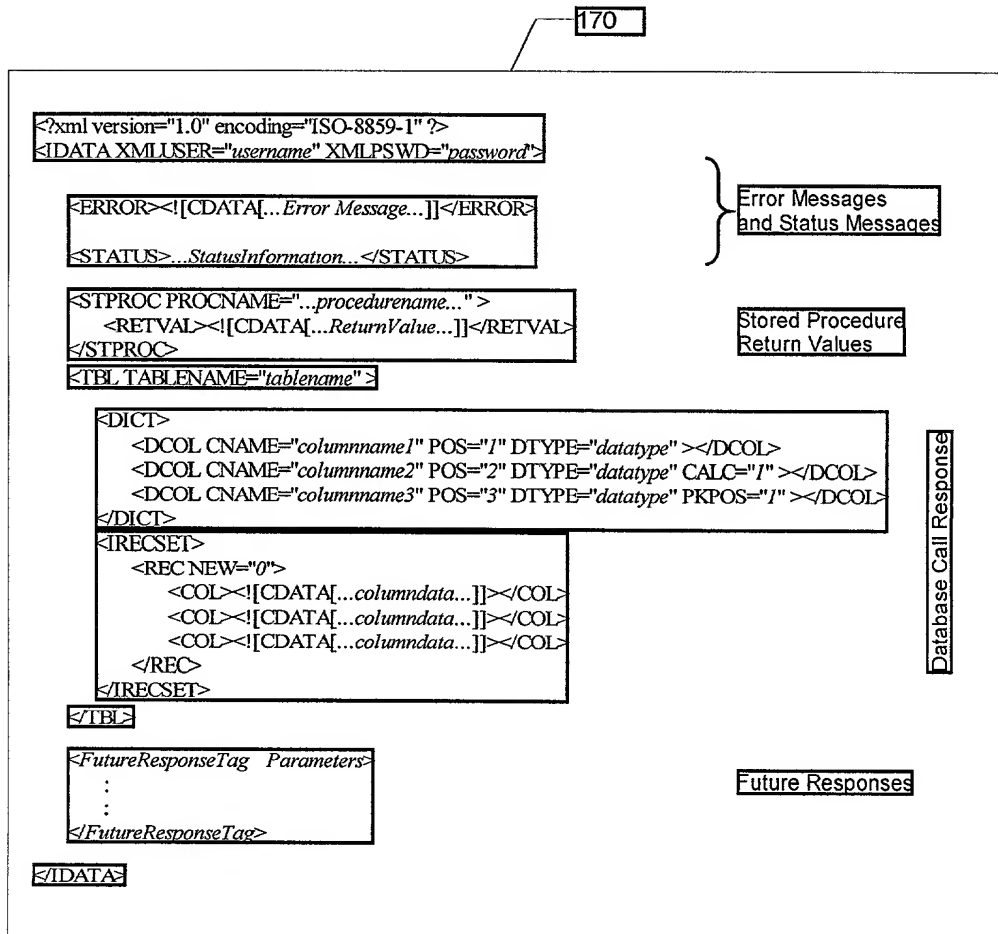 170
<?xml version="1.0" encoding="ISO-8859-1" ?>
<IDATA XMLUSER="username" XMLPSWD="password">
<ERROR><![CDATA[...Error Message...]]</ERROR>
<STATUS>...StatusInformation...</STATUS>
Error Messages
and Status Messages
<STPROC PROCNAME="...procedurename..." >
<RETVAL><![CDATA[...ReturnValue...]]</RETVAL>
</STPROC>
Stored Procedure
Return Values
<TBL TABLENAME="tablename" >
<DICT>
<DCOL CNAME="columnname1" POS="1" DTYPE="datatype" ></DCOL>
<DCOL CNAME="columnname2" POS="2" DTYPE="datatype" CALC="1" ></DCOL>
<DCOL CNAME="columnname3" POS="3" DTYPE="datatype" PKPOS="1" ></DCOL>
</DICT>
<IRECSET>
<REC NEW="0">
<COL><![CDATA[...columndata...]]></COL>
<COL><![CDATA[...columndata...]]></COL>
<COL><![CDATA[...columndata...]]></COL>
</REC>
</IRECSET>
</TBL>
Database Call Response
<FutureResponseTag Parameters>
.
.
.
</FutureResponseTag>
Future Responses
</IDATA>